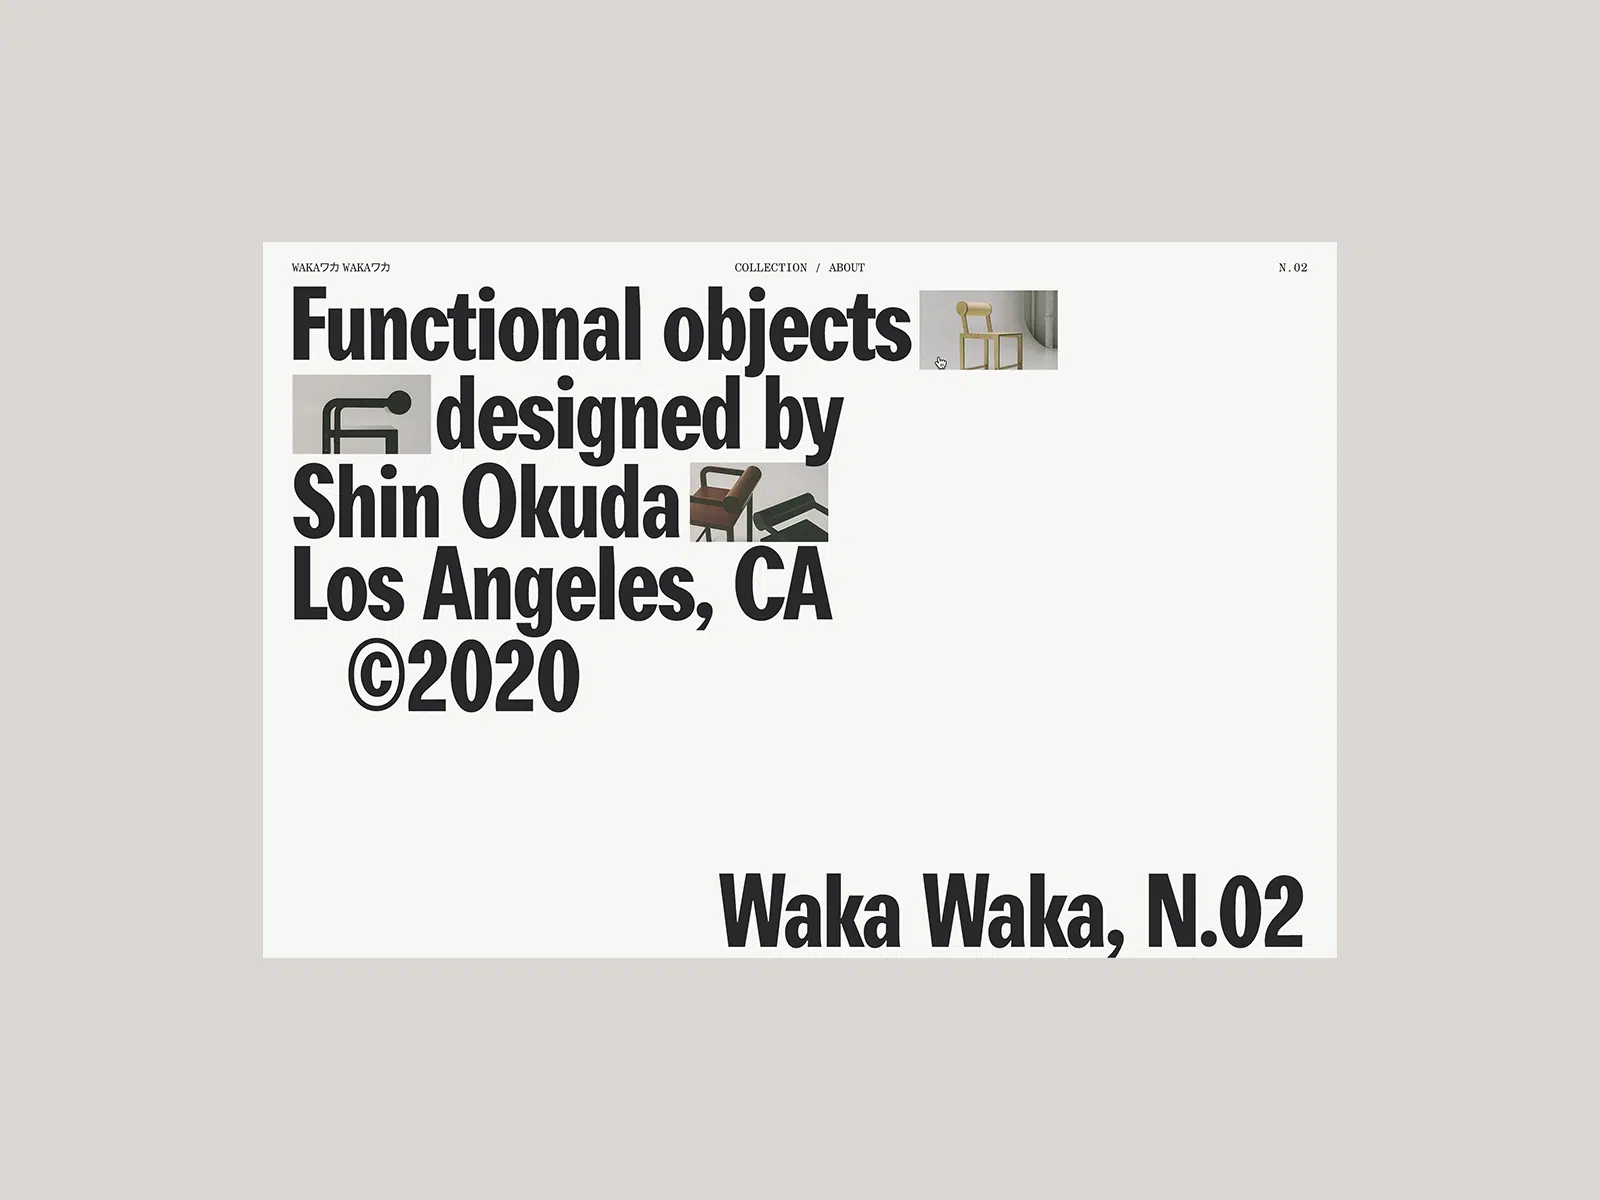 WAKAワカ WAKAワカ
COLLECTION / ABOUT
N.02
Functional objects
designed by
Shin Okuda
Los Angeles, CA
©2020
Waka Waka, N.02